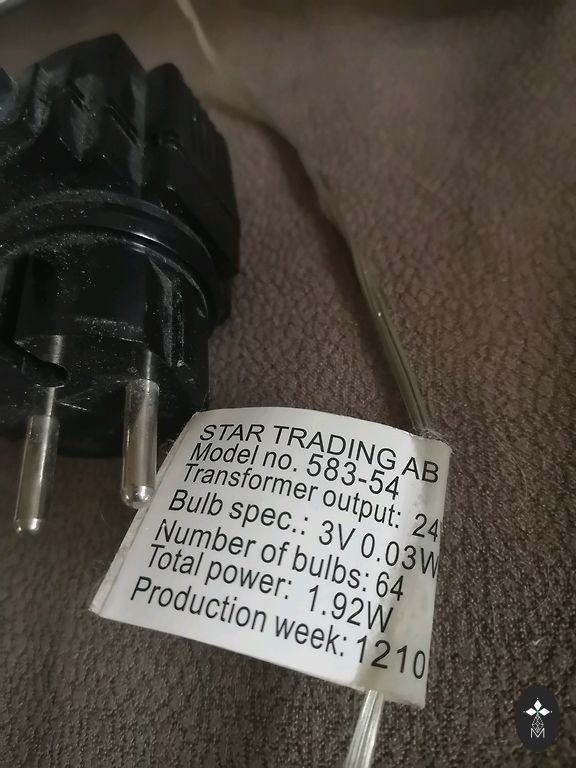 STAR TRADING AB
Model no. 583-54
Transformer output: 24
Bulb spec.: 3V 0.03W
Number of bulbs: 64
Total power: 1.92W
Production week: 1210
M